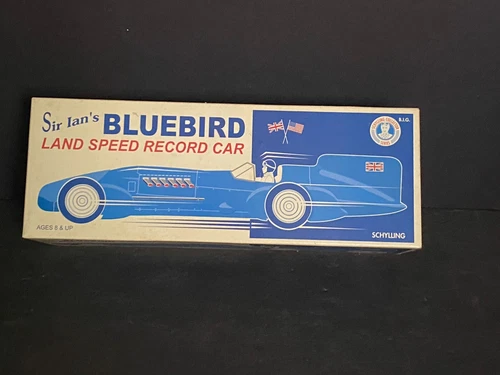 Sir Ian's BLUEBIRD
LAND SPEED RECORD CAR
B.I.G.
AGES 8 & UP
SCHYLLING